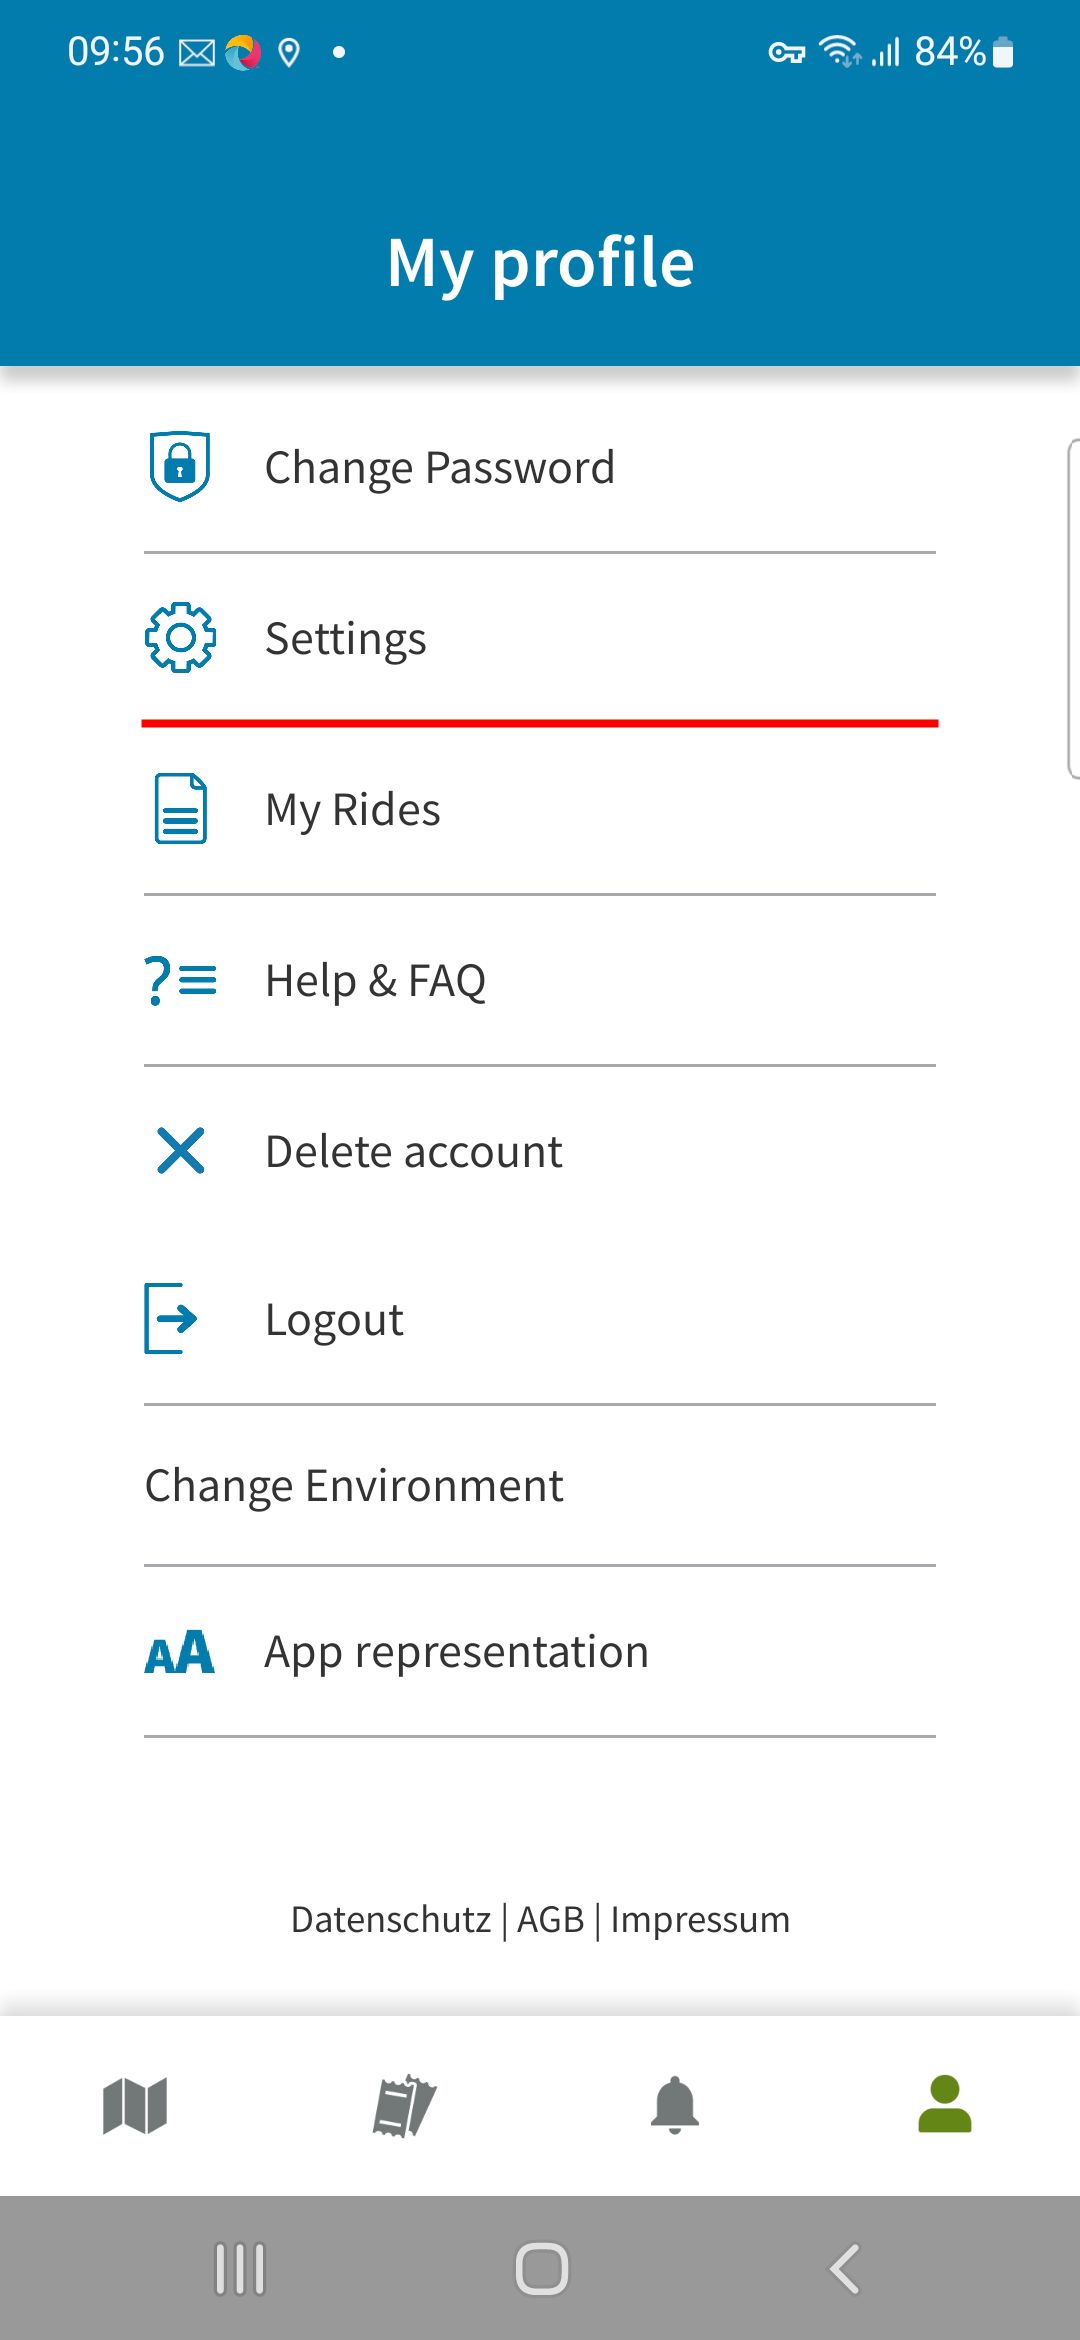 09:56
84%
My profile
Change Password
Settings
My Rides
Help & FAQ
Delete account
Logout
Change Environment
AA App representation
Datenschutz | AGB | Impressum